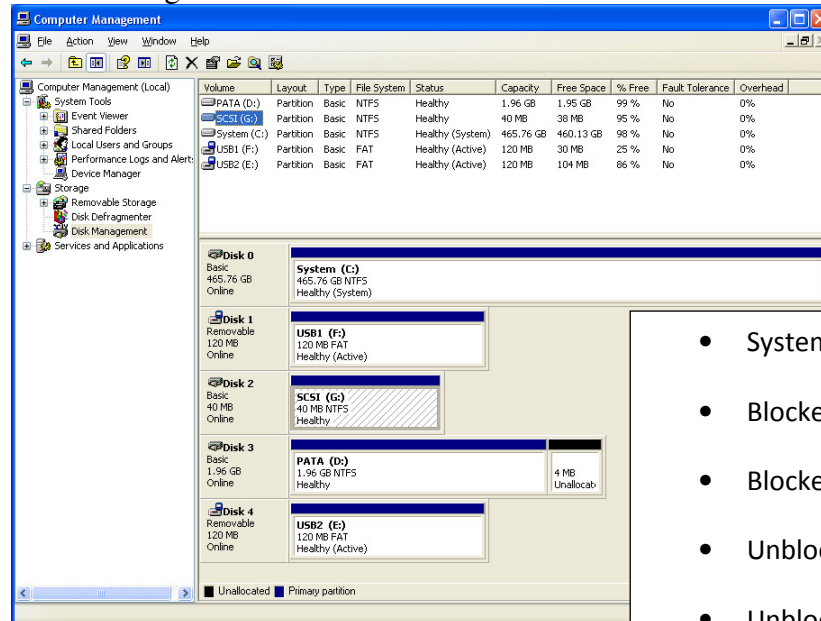 Computer Management
File Action View Window Help
Computer Management (Local)
System Tools
Event Viewer
Shared Folders
Local Users and Groups
Performance Logs and Alert:
Device Manager
Storage
Removable Storage
Disk Defragmenter
Disk Management
Services and Applications
Volume Layout Type File System Status Capacity Free Space % Free Fault Tolerance Overhead
PATA (D:) Partition Basic NTFS Healthy 1.96 GB 1.95 GB 99 % No 0%
SCSI (G:) Partition Basic NTFS Healthy 40 MB 38 MB 95 % No 0%
System (C:) Partition Basic NTFS Healthy (System) 465.76 GB 460.13 GB 98 % No 0%
USB1 (F:) Partition Basic FAT Healthy (Active) 120 MB 30 MB 25 % No 0%
USB2 (E:) Partition Basic FAT Healthy (Active) 120 MB 104 MB 86 % No 0%
Disk 0
Basic
465.76 GB
Online
System (C:)
465.76 GB NTFS
Healthy (System)
Disk 1
Removable
120 MB
Online
USB1 (F:)
120 MB FAT
Healthy (Active)
Disk 2
Basic
40 MB
Online
SCSI (G:)
40 MB NTFS
Healthy
Disk 3
Basic
1.96 GB
Online
PATA (D:)
1.96 GB NTFS
Healthy
4 MB
Unallocat
Disk 4
Removable
120 MB
Online
USB2 (E:)
120 MB FAT
Healthy (Active)
Unallocated Primary partition
• System
• Blocke
• Blocke
• Unbloc